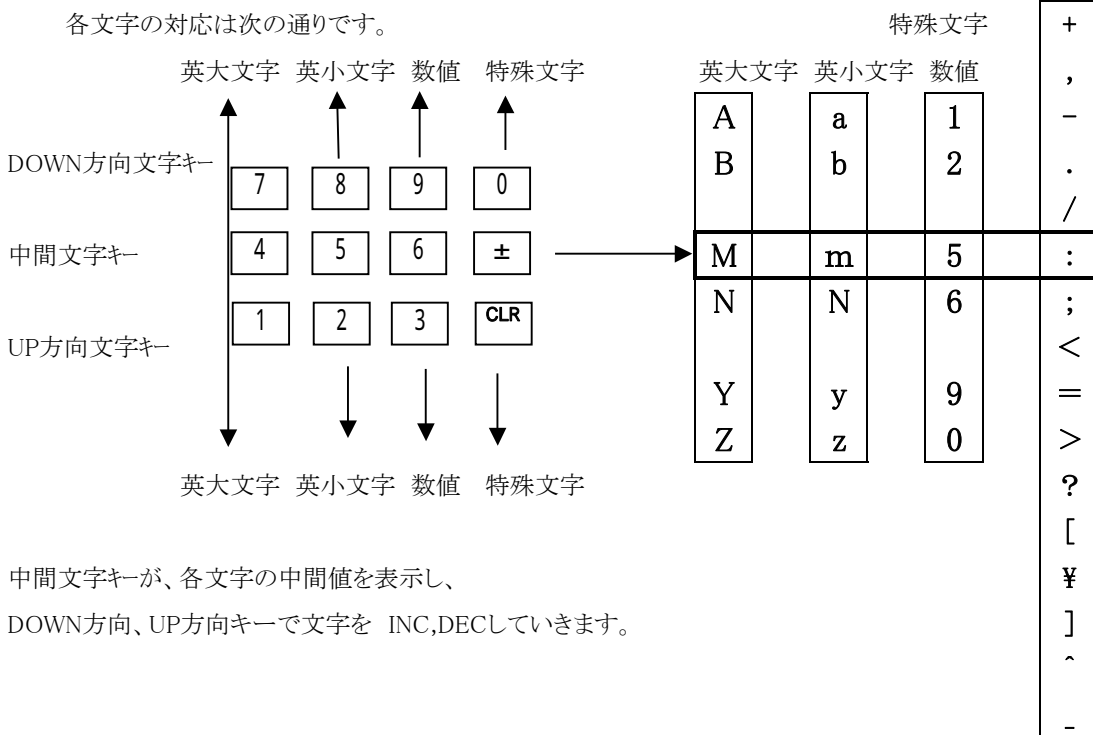 各文字の対応は次の通りです。
特殊文字
英大文字 英小文字 数値 特殊文字
英大文字 英小文字 数値
DOWN方向文字キー
7 8 9 0
中間文字キー
4 5 6 ±
UP方向文字キー
1 2 3 CLR
英大文字 英小文字 数値 特殊文字
A a 1
B b 2
M m 5
N N 6
Y y 9
Z z 0
+
,
-
.
/
:
;
<
=
>
?
[
¥
]
^
_
中間文字キーが、各文字の中間値を表示し、
DOWN方向、UP方向キーで文字を INC,DECしていきます。